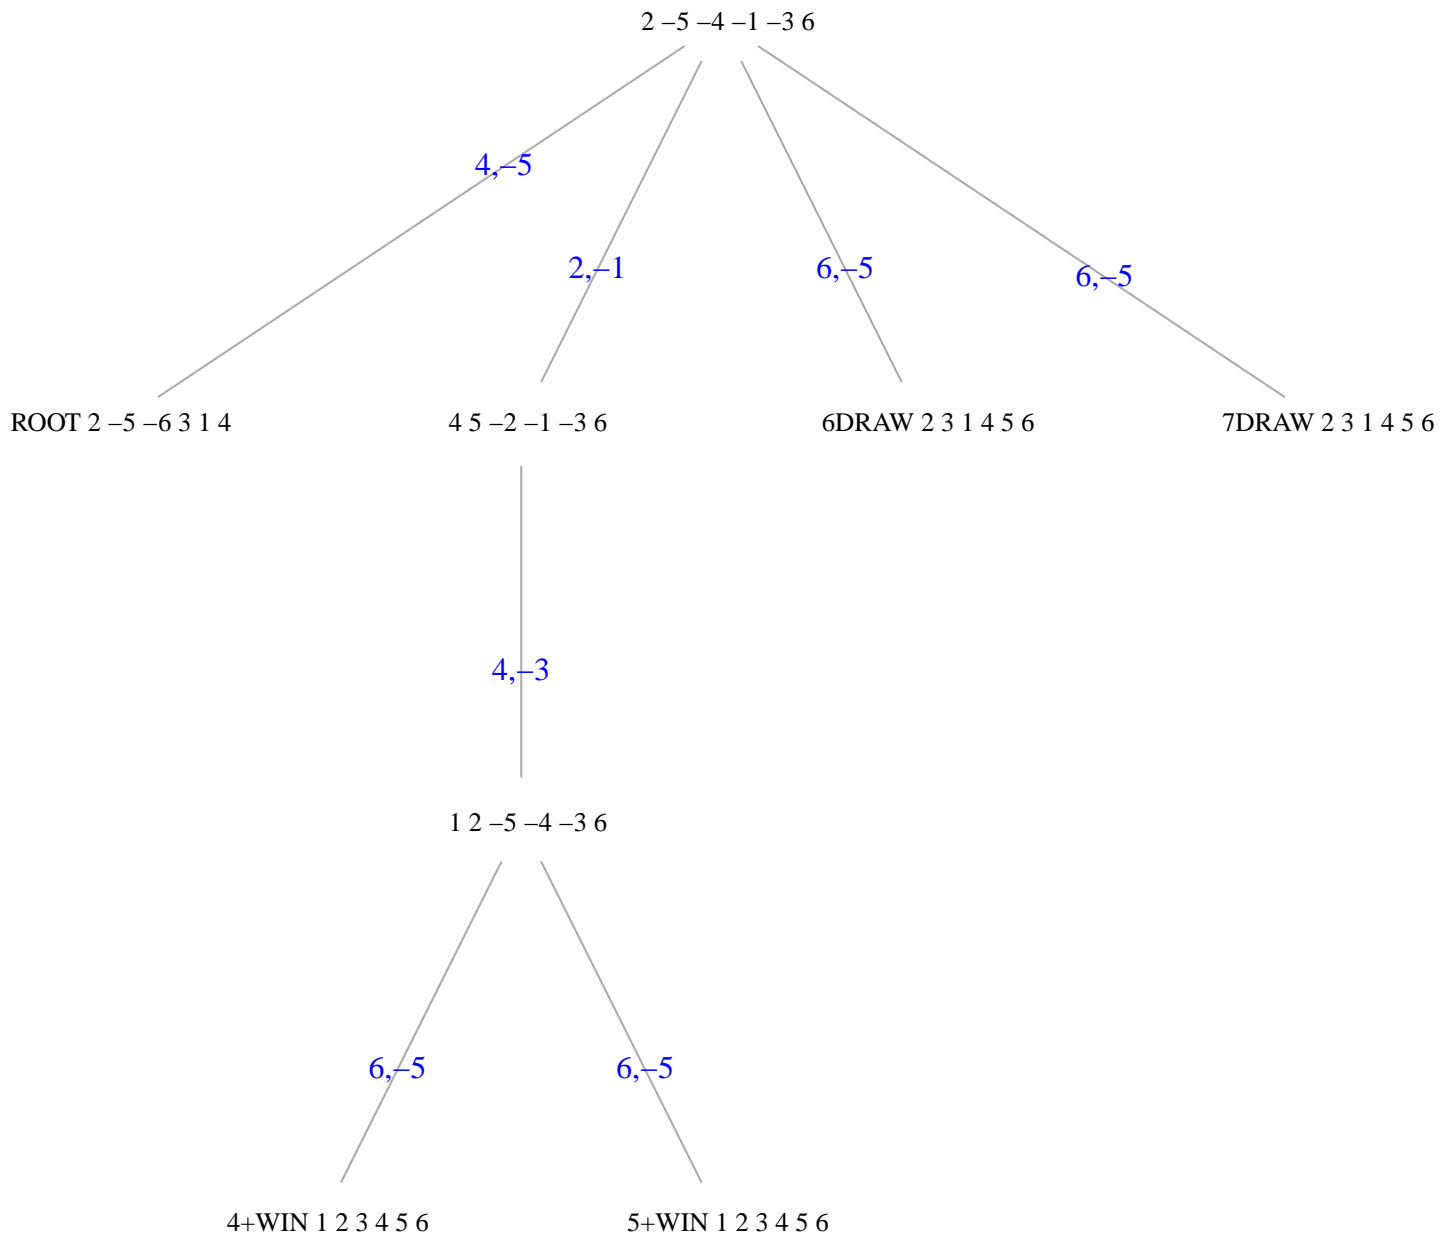 2 –5 –4 –1 –3 6
4,–5
2,–1
6,–5
6,–5
ROOT 2 –5 –6 3 1 4
4 5 –2 –1 –3 6
6DRAW 2 3 1 4 5 6
7DRAW 2 3 1 4 5 6
4,–3
1 2 –5 –4 –3 6
6,–5
6,–5
4+WIN 1 2 3 4 5 6
5+WIN 1 2 3 4 5 6